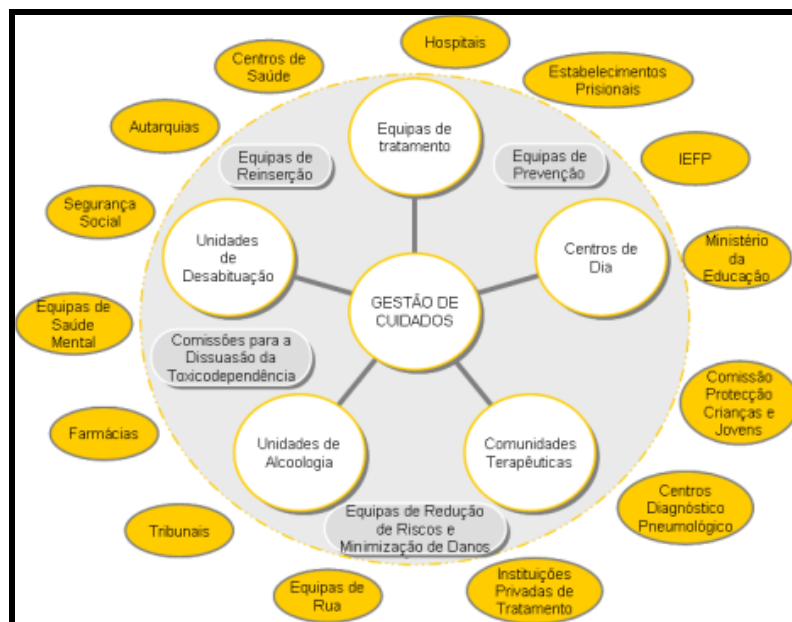 Hospitais
Centros de
Saúde
Estabelecimentos
Prisionais
Autarquias
Equipas de
tratamento
Equipas de
Reinserção
Equipas de
Prevenção
IEFP
Segurança
Social
Unidades
de
Desabituação
Centros de
Dia
Ministério
da
Educação
GESTÃO DE
CUIDADOS
Equipas de
Saúde
Mental
Comissões para a
Dissuasão da
Toxicodependência
Comissão
Protecção
Crianças e
Jovens
Farmácias
Unidades de
Alcoologia
Comunidades
Terapêuticas
Centros
Diagnóstico
Pneumológico
Tribunais
Equipas de Redução
de Riscos e
Minimização de Danos
Equipas de
Rua
Instituições
Privadas de
Tratamento